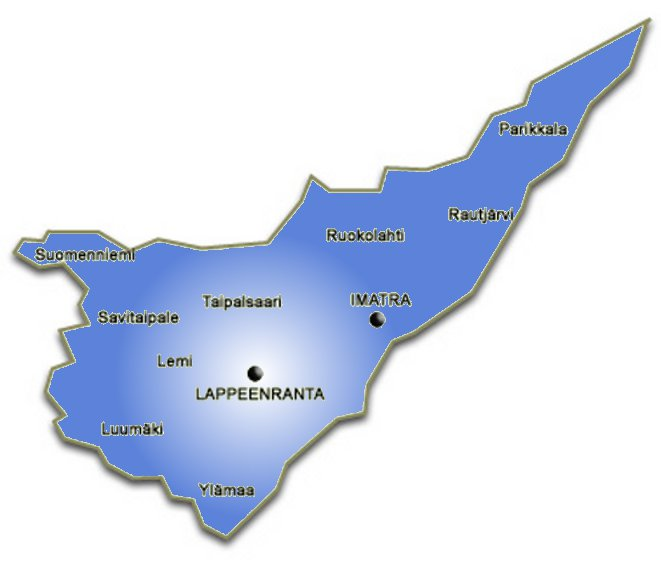 Parikkala
Rautjärvi
Ruokolahti
Suomenniemi
Taipalsaari
IMATRA
Savitaipale
Lemi
LAPPEENRANTA
Luumäki
Ylämaa